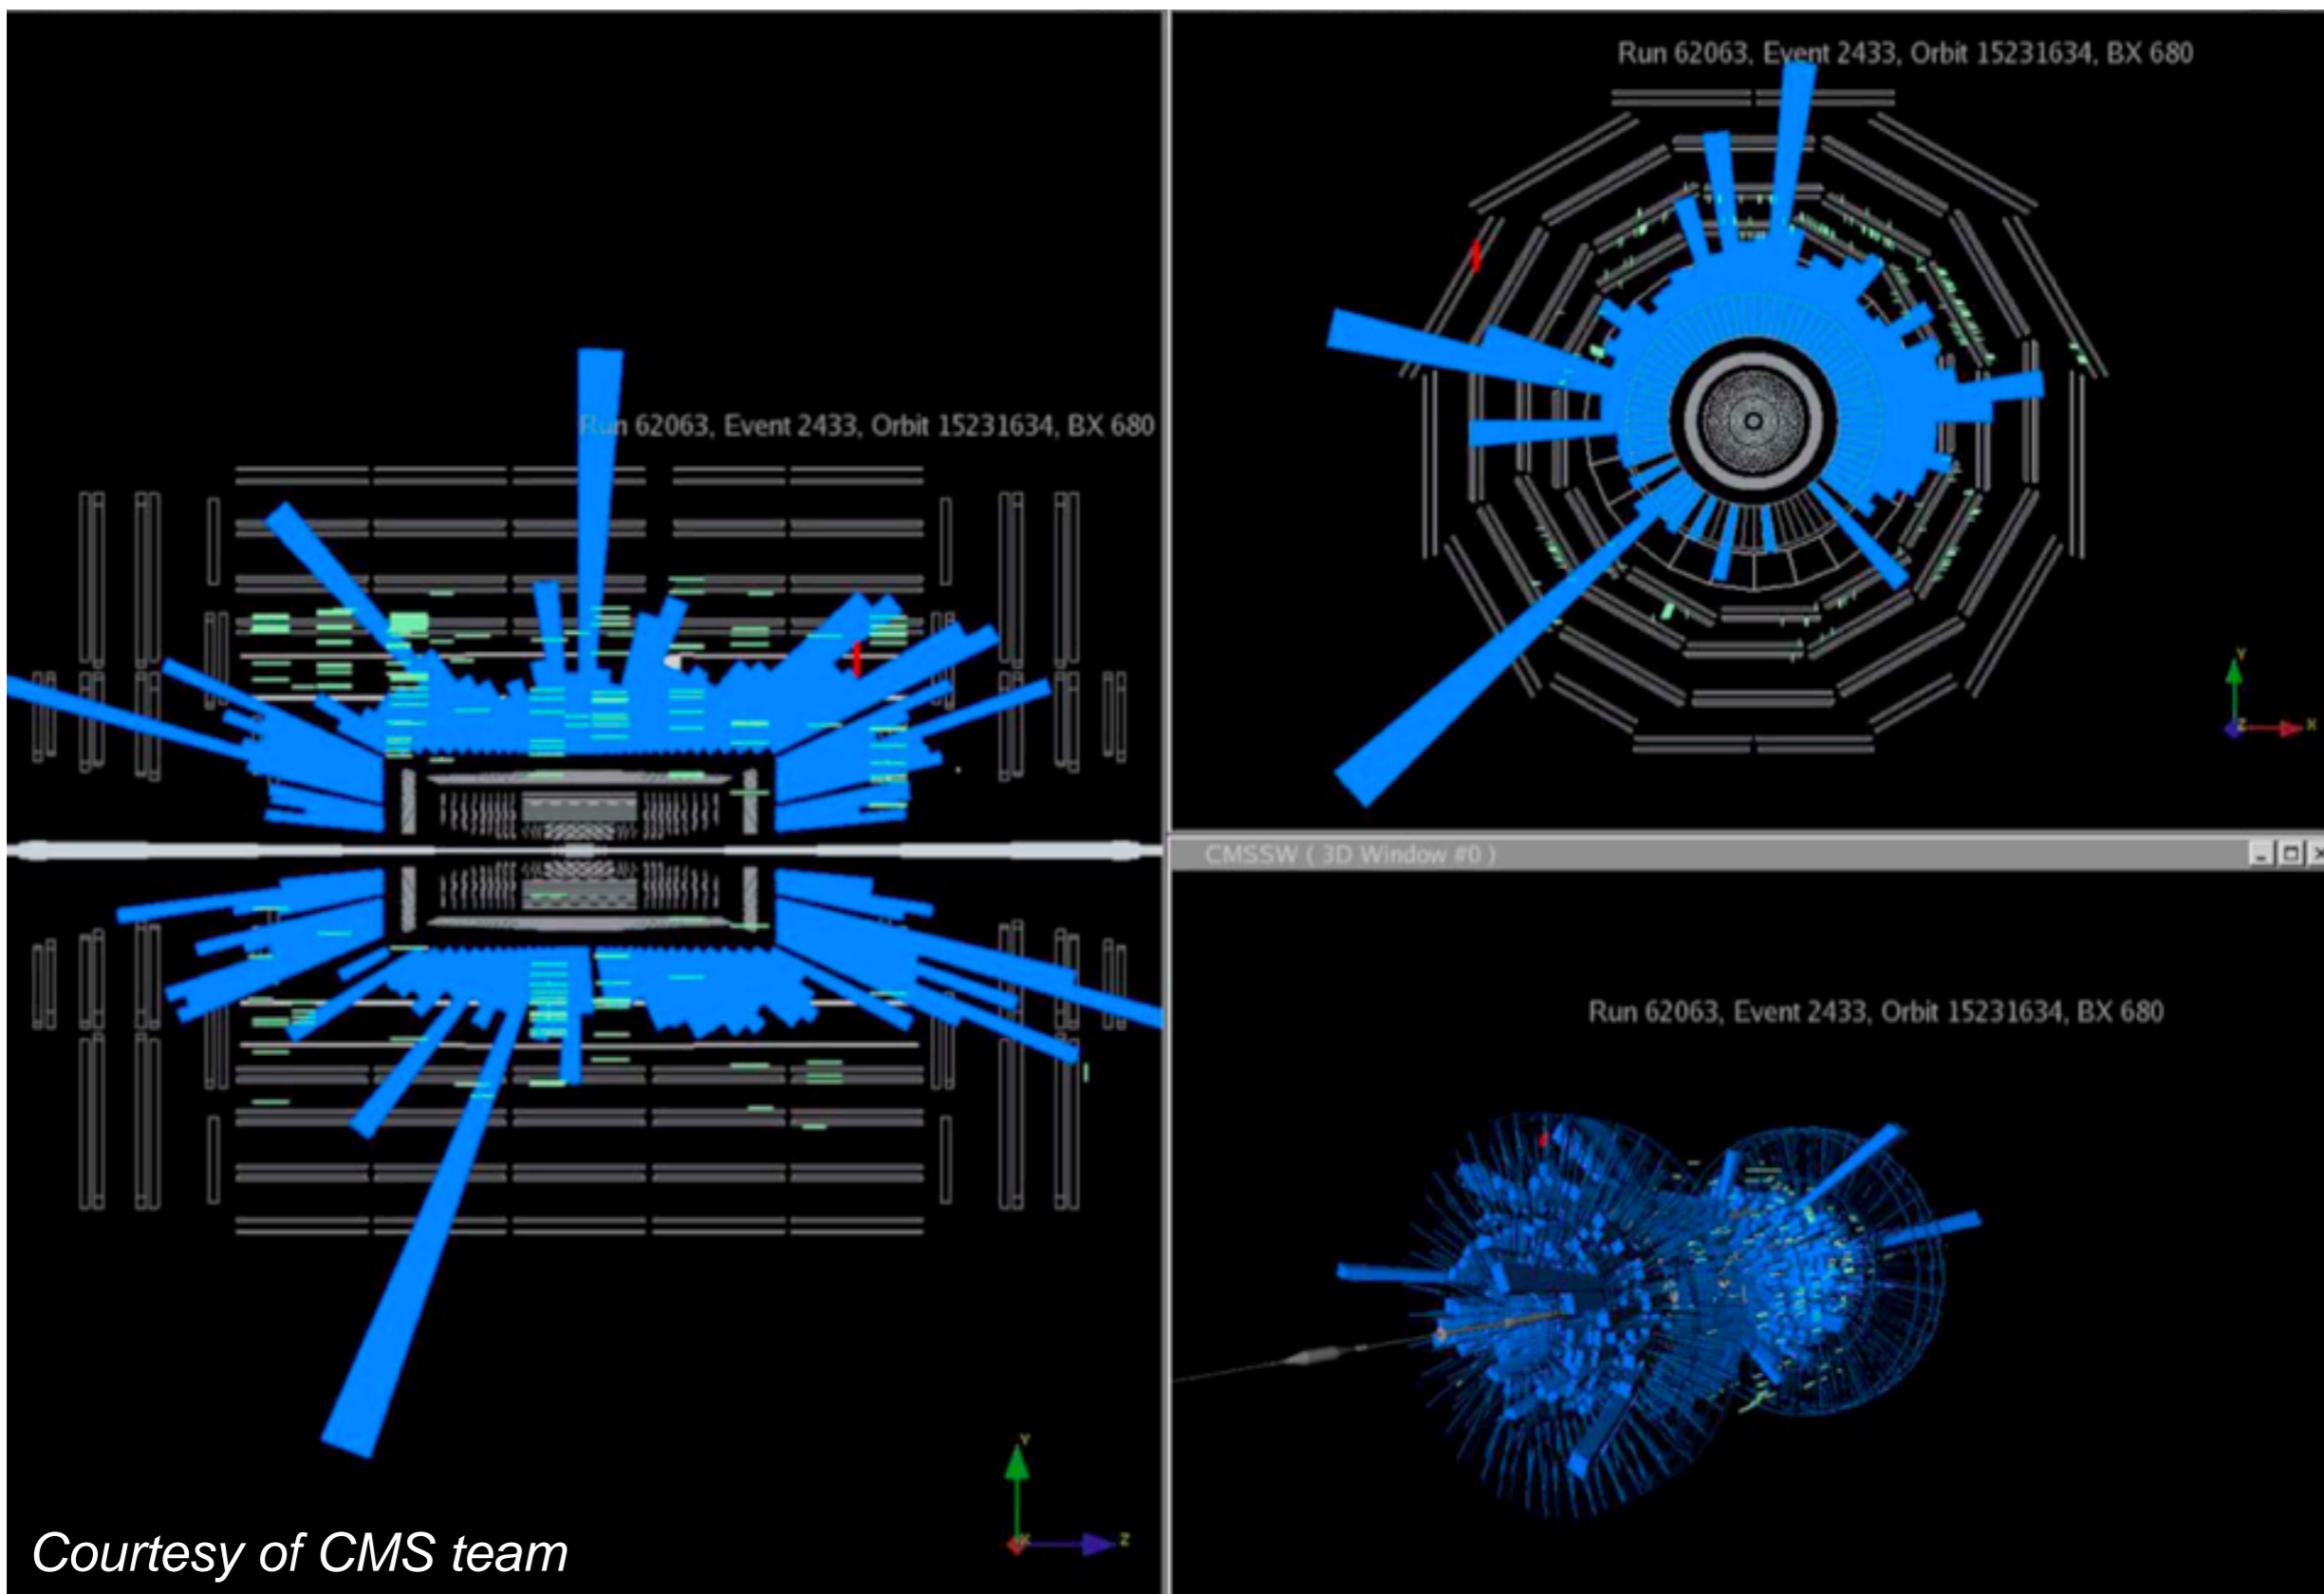 Run 62063, Event 2433, Orbit 15231634, BX 680
Y
X
Z
Courtesy of CMS team
Run 62063, Event 2433, Orbit 15231634, BX 680
Y
Z
X
CMSSW ( 3D Window #0 )
Run 62063, Event 2433, Orbit 15231634, BX 680